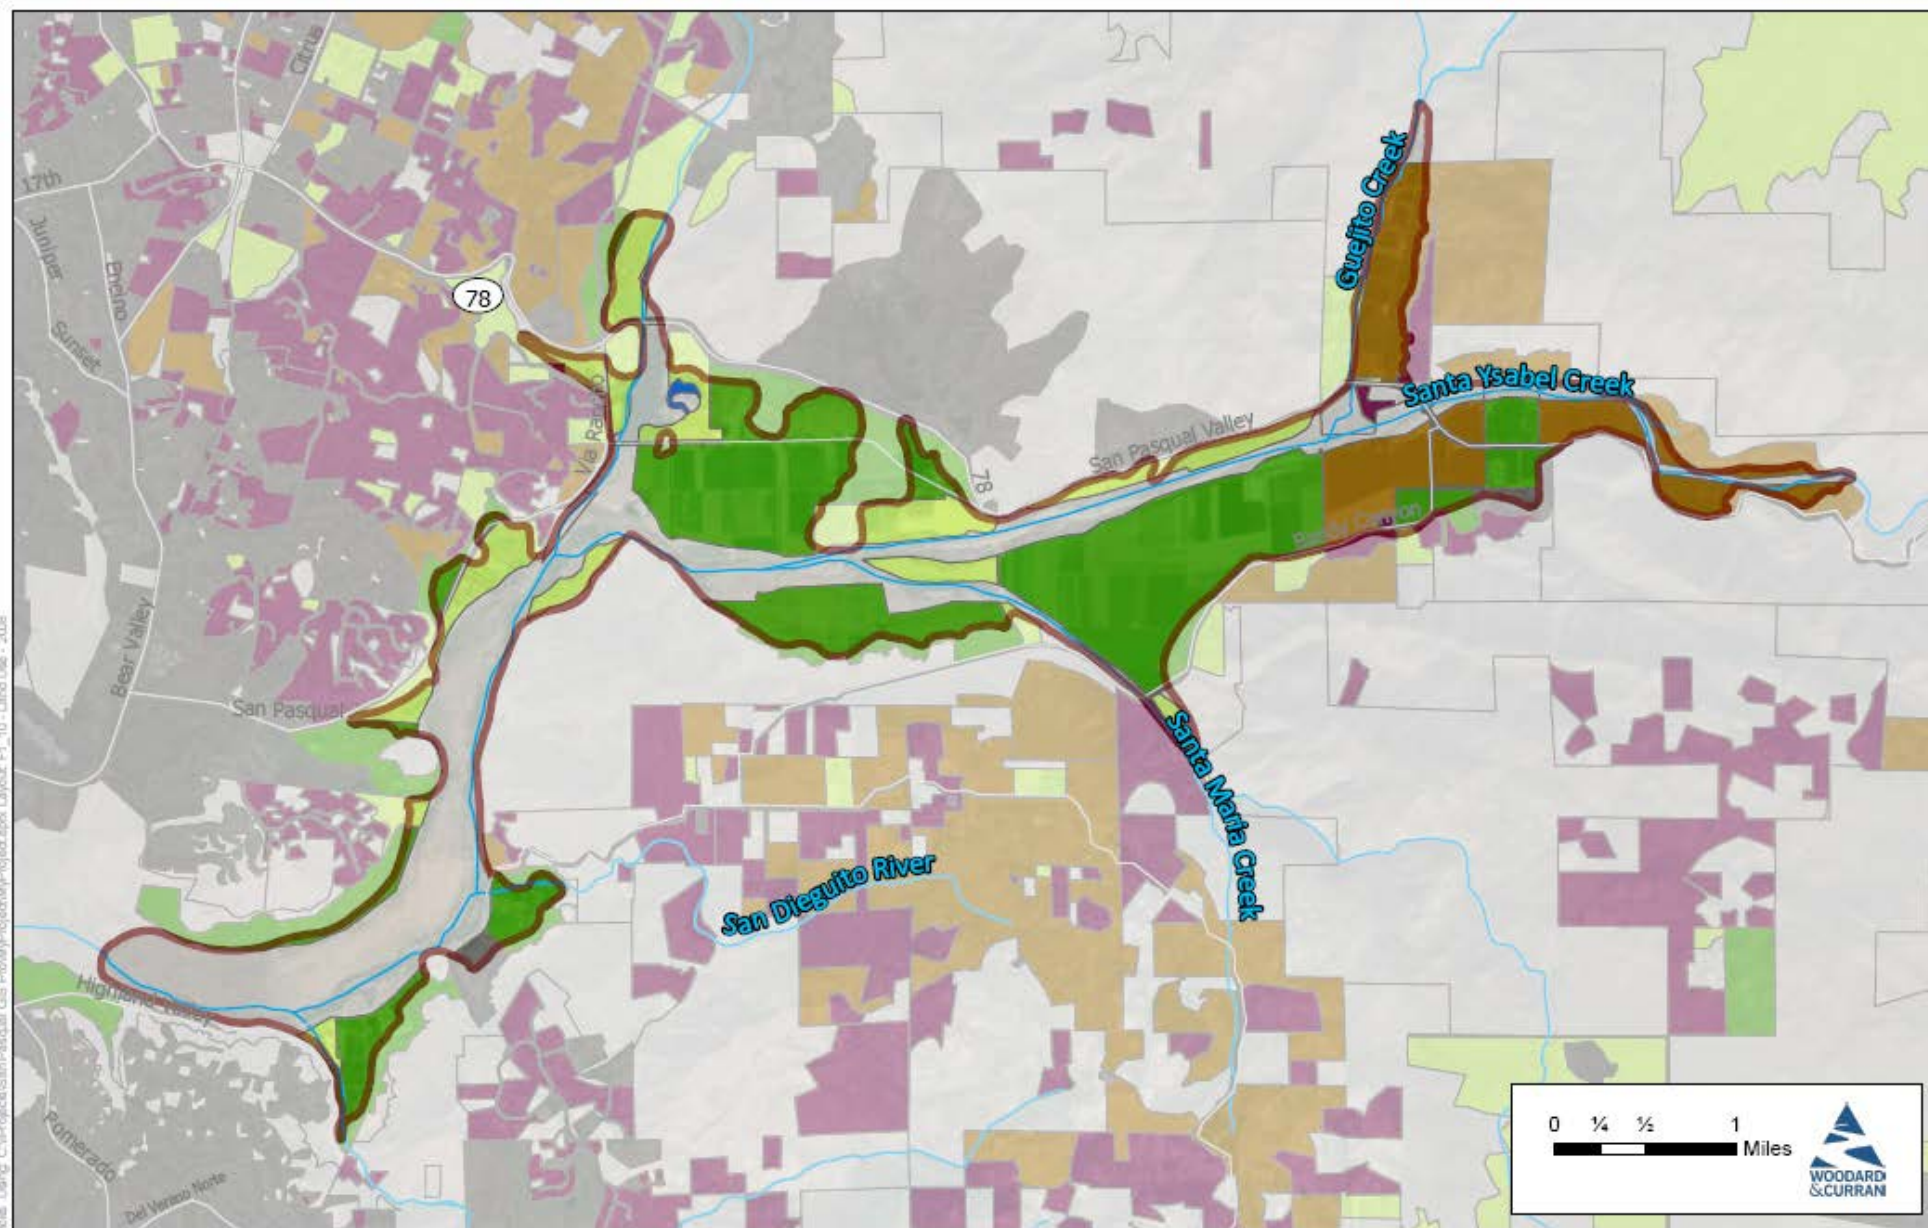 Citrus
17th
Juniper
Encino
Sunset
78
Guejito Creek
Santa Ysabel Creek
San Pasqual Valley
78
Bandy Canyon
Bear Valley
San Pasqual
Santa Maria Creek
San Dieguito River
Highland Valley
Pomerado
Del Verano Norte
0 ¼ ½ 1
Miles
WOODARD
&CURRAN